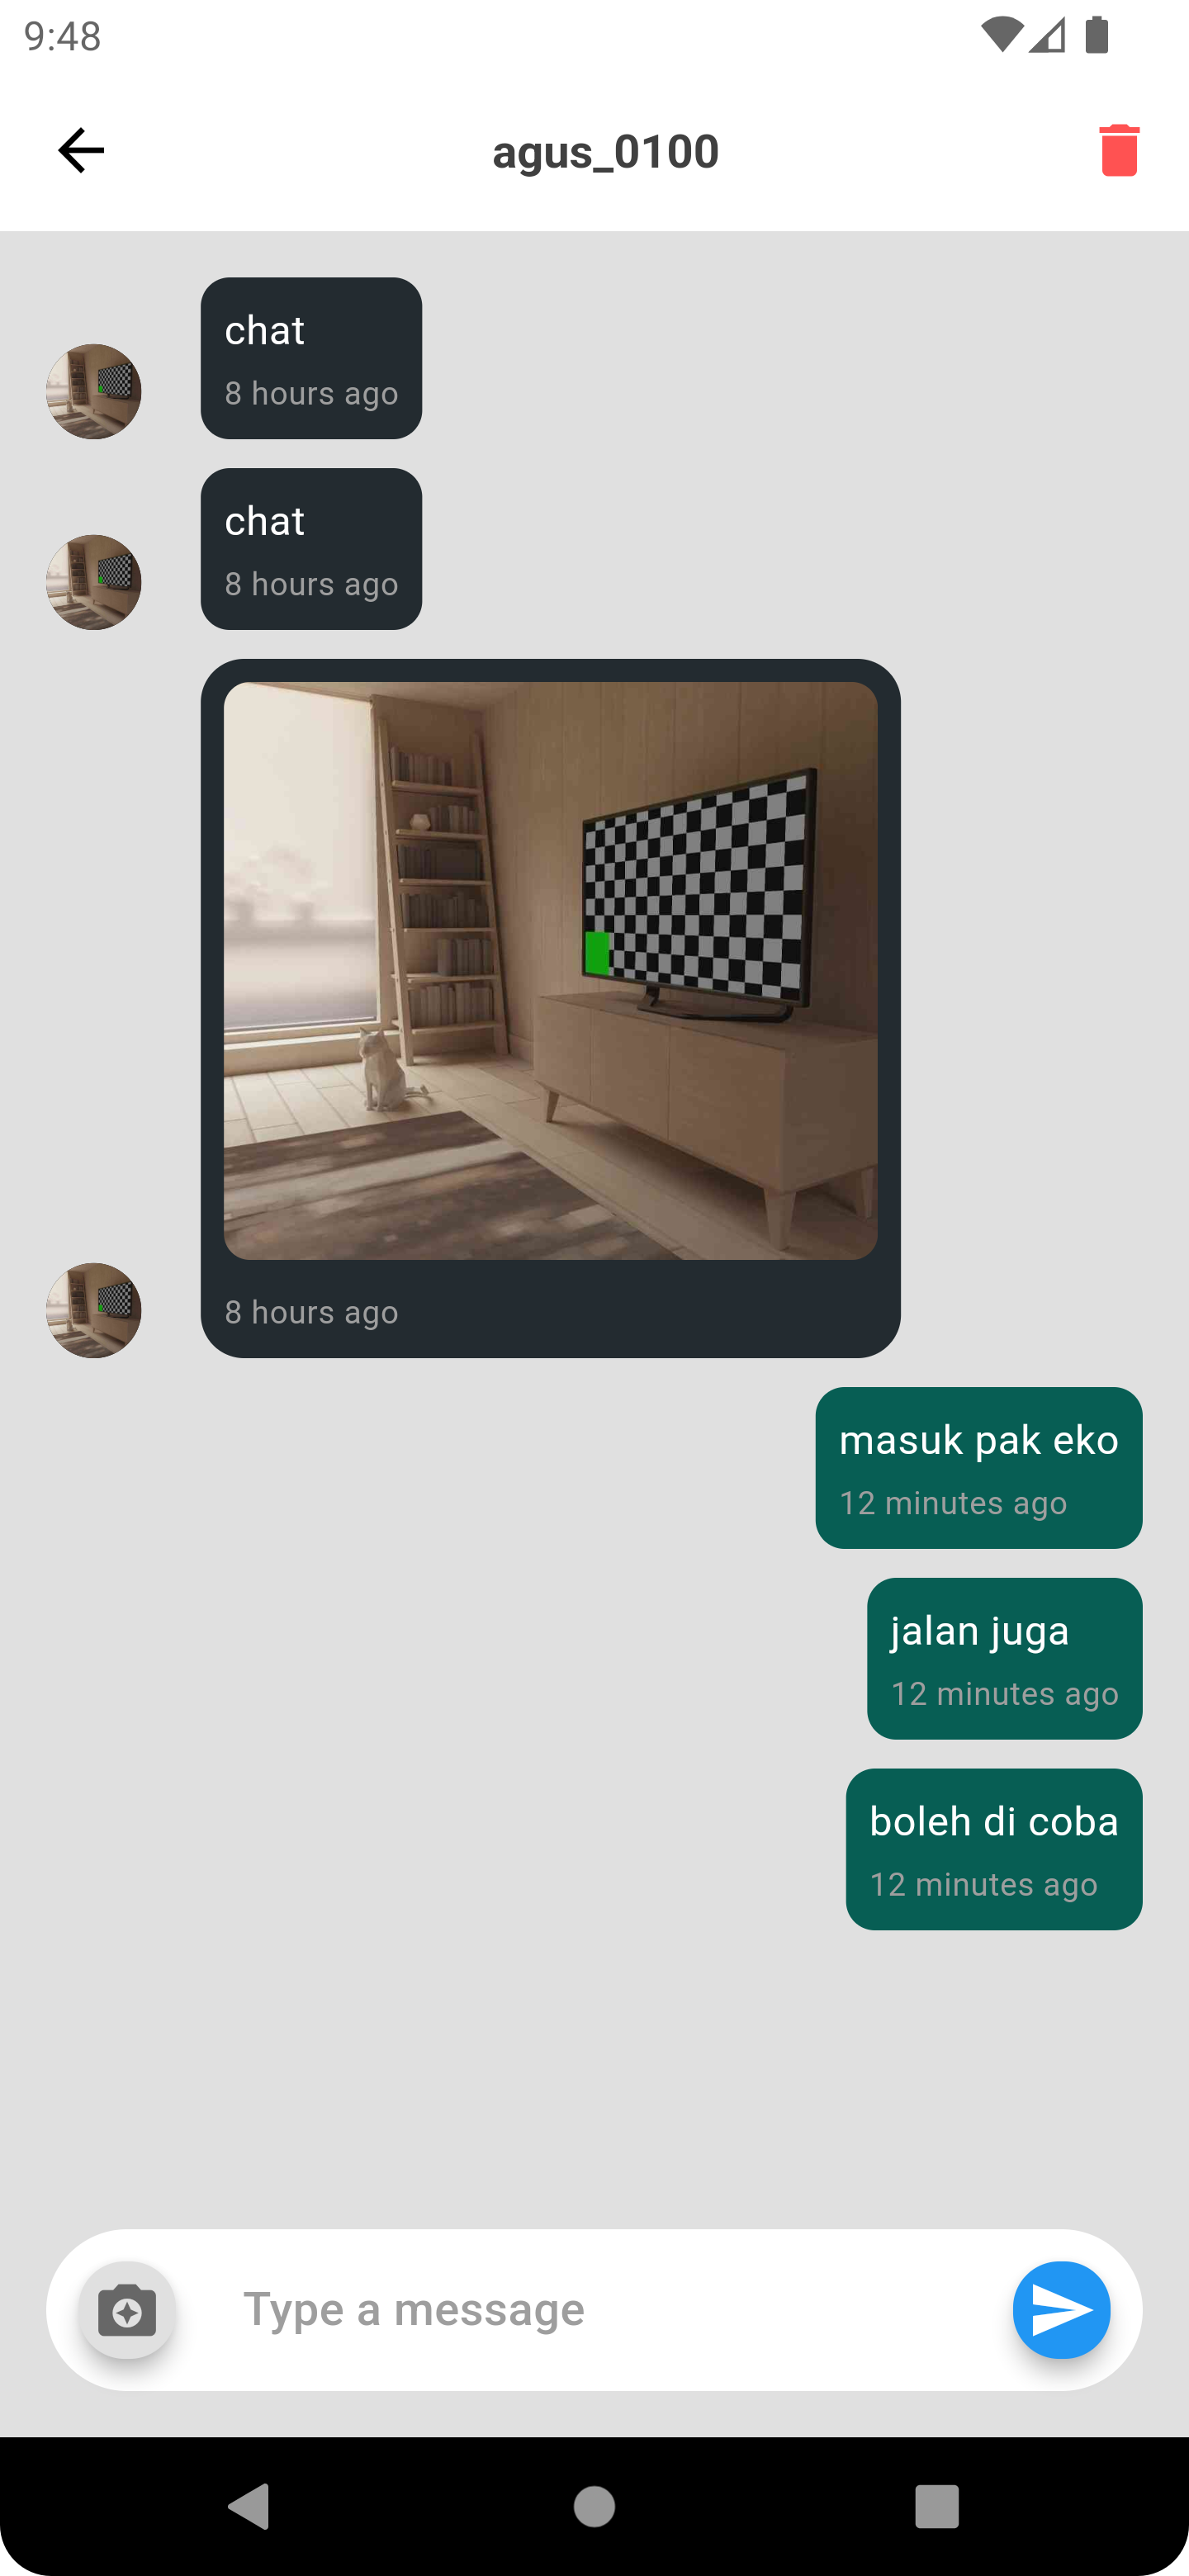 9:48
agus_0100
chat
8 hours ago
chat
8 hours ago
8 hours ago
masuk pak eko
12 minutes ago
jalan juga
12 minutes ago
boleh di coba
12 minutes ago
Type a message